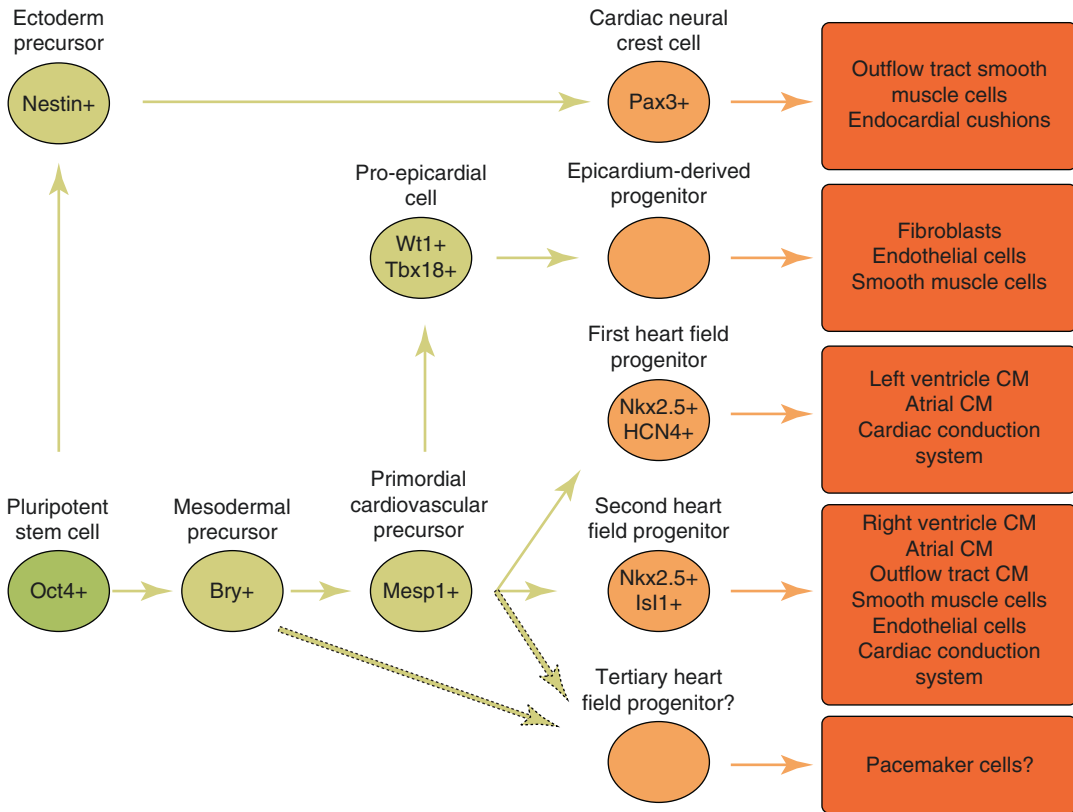 Ectoderm
precursor
Nestin+
Cardiac neural
crest cell
Pax3+
Outflow tract smooth
muscle cells
Endocardial cushions
Pro-epicardial
cell
Wt1+
Tbx18+
Epicardium-derived
progenitor
Fibroblasts
Endothelial cells
Smooth muscle cells
First heart field
progenitor
Nkx2.5+
HCN4+
Left ventricle CM
Atrial CM
Cardiac conduction
system
Pluripotent
stem cell
Oct4+
Mesodermal
precursor
Bry+
Primordial
cardiovascular
precursor
Mesp1+
Second heart
field progenitor
Nkx2.5+
Isl1+
Right ventricle CM
Atrial CM
Outflow tract CM
Smooth muscle cells
Endothelial cells
Cardiac conduction
system
Tertiary heart
field progenitor?
Pacemaker cells?